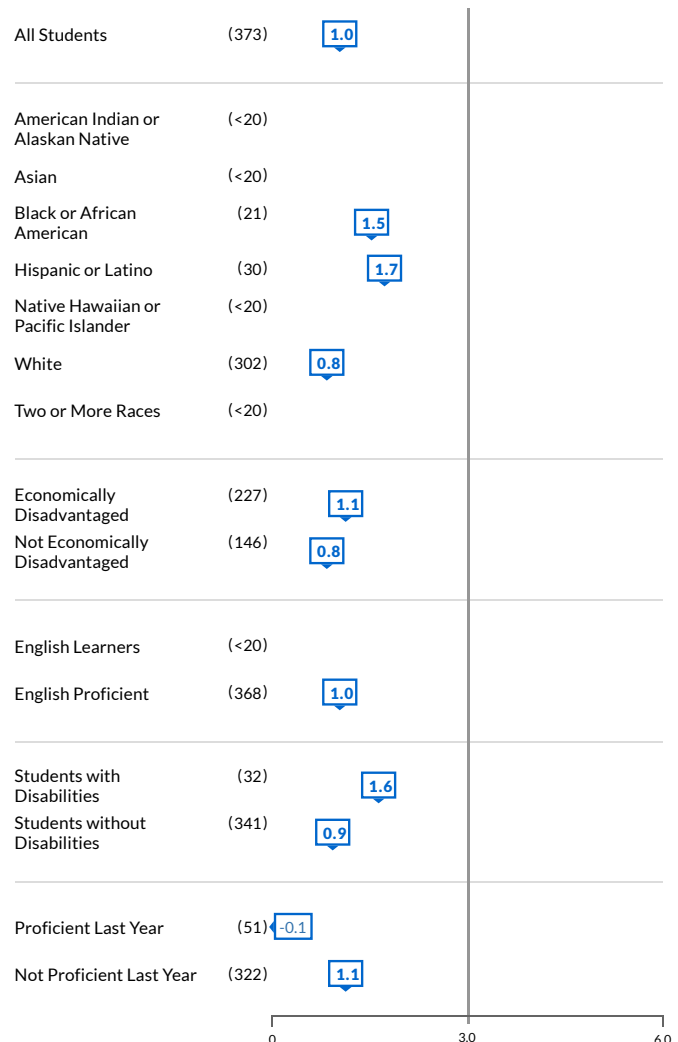 All Students (373) 1.0
American Indian or (<20)
Alaskan Native
Asian (<20)
Black or African (21) 1.5
American
Hispanic or Latino (30) 1.7
Native Hawaiian or (<20)
Pacific Islander
White (302) 0.8
Two or More Races (<20)
Economically (227) 1.1
Disadvantaged
Not Economically (146) 0.8
Disadvantaged
English Learners (<20)
English Proficient (368) 1.0
Students with (32) 1.6
Disabilities
Students without (341) 0.9
Disabilities
Proficient Last Year (51) -0.1
Not Proficient Last Year (322) 1.1
0 3.0 6.0